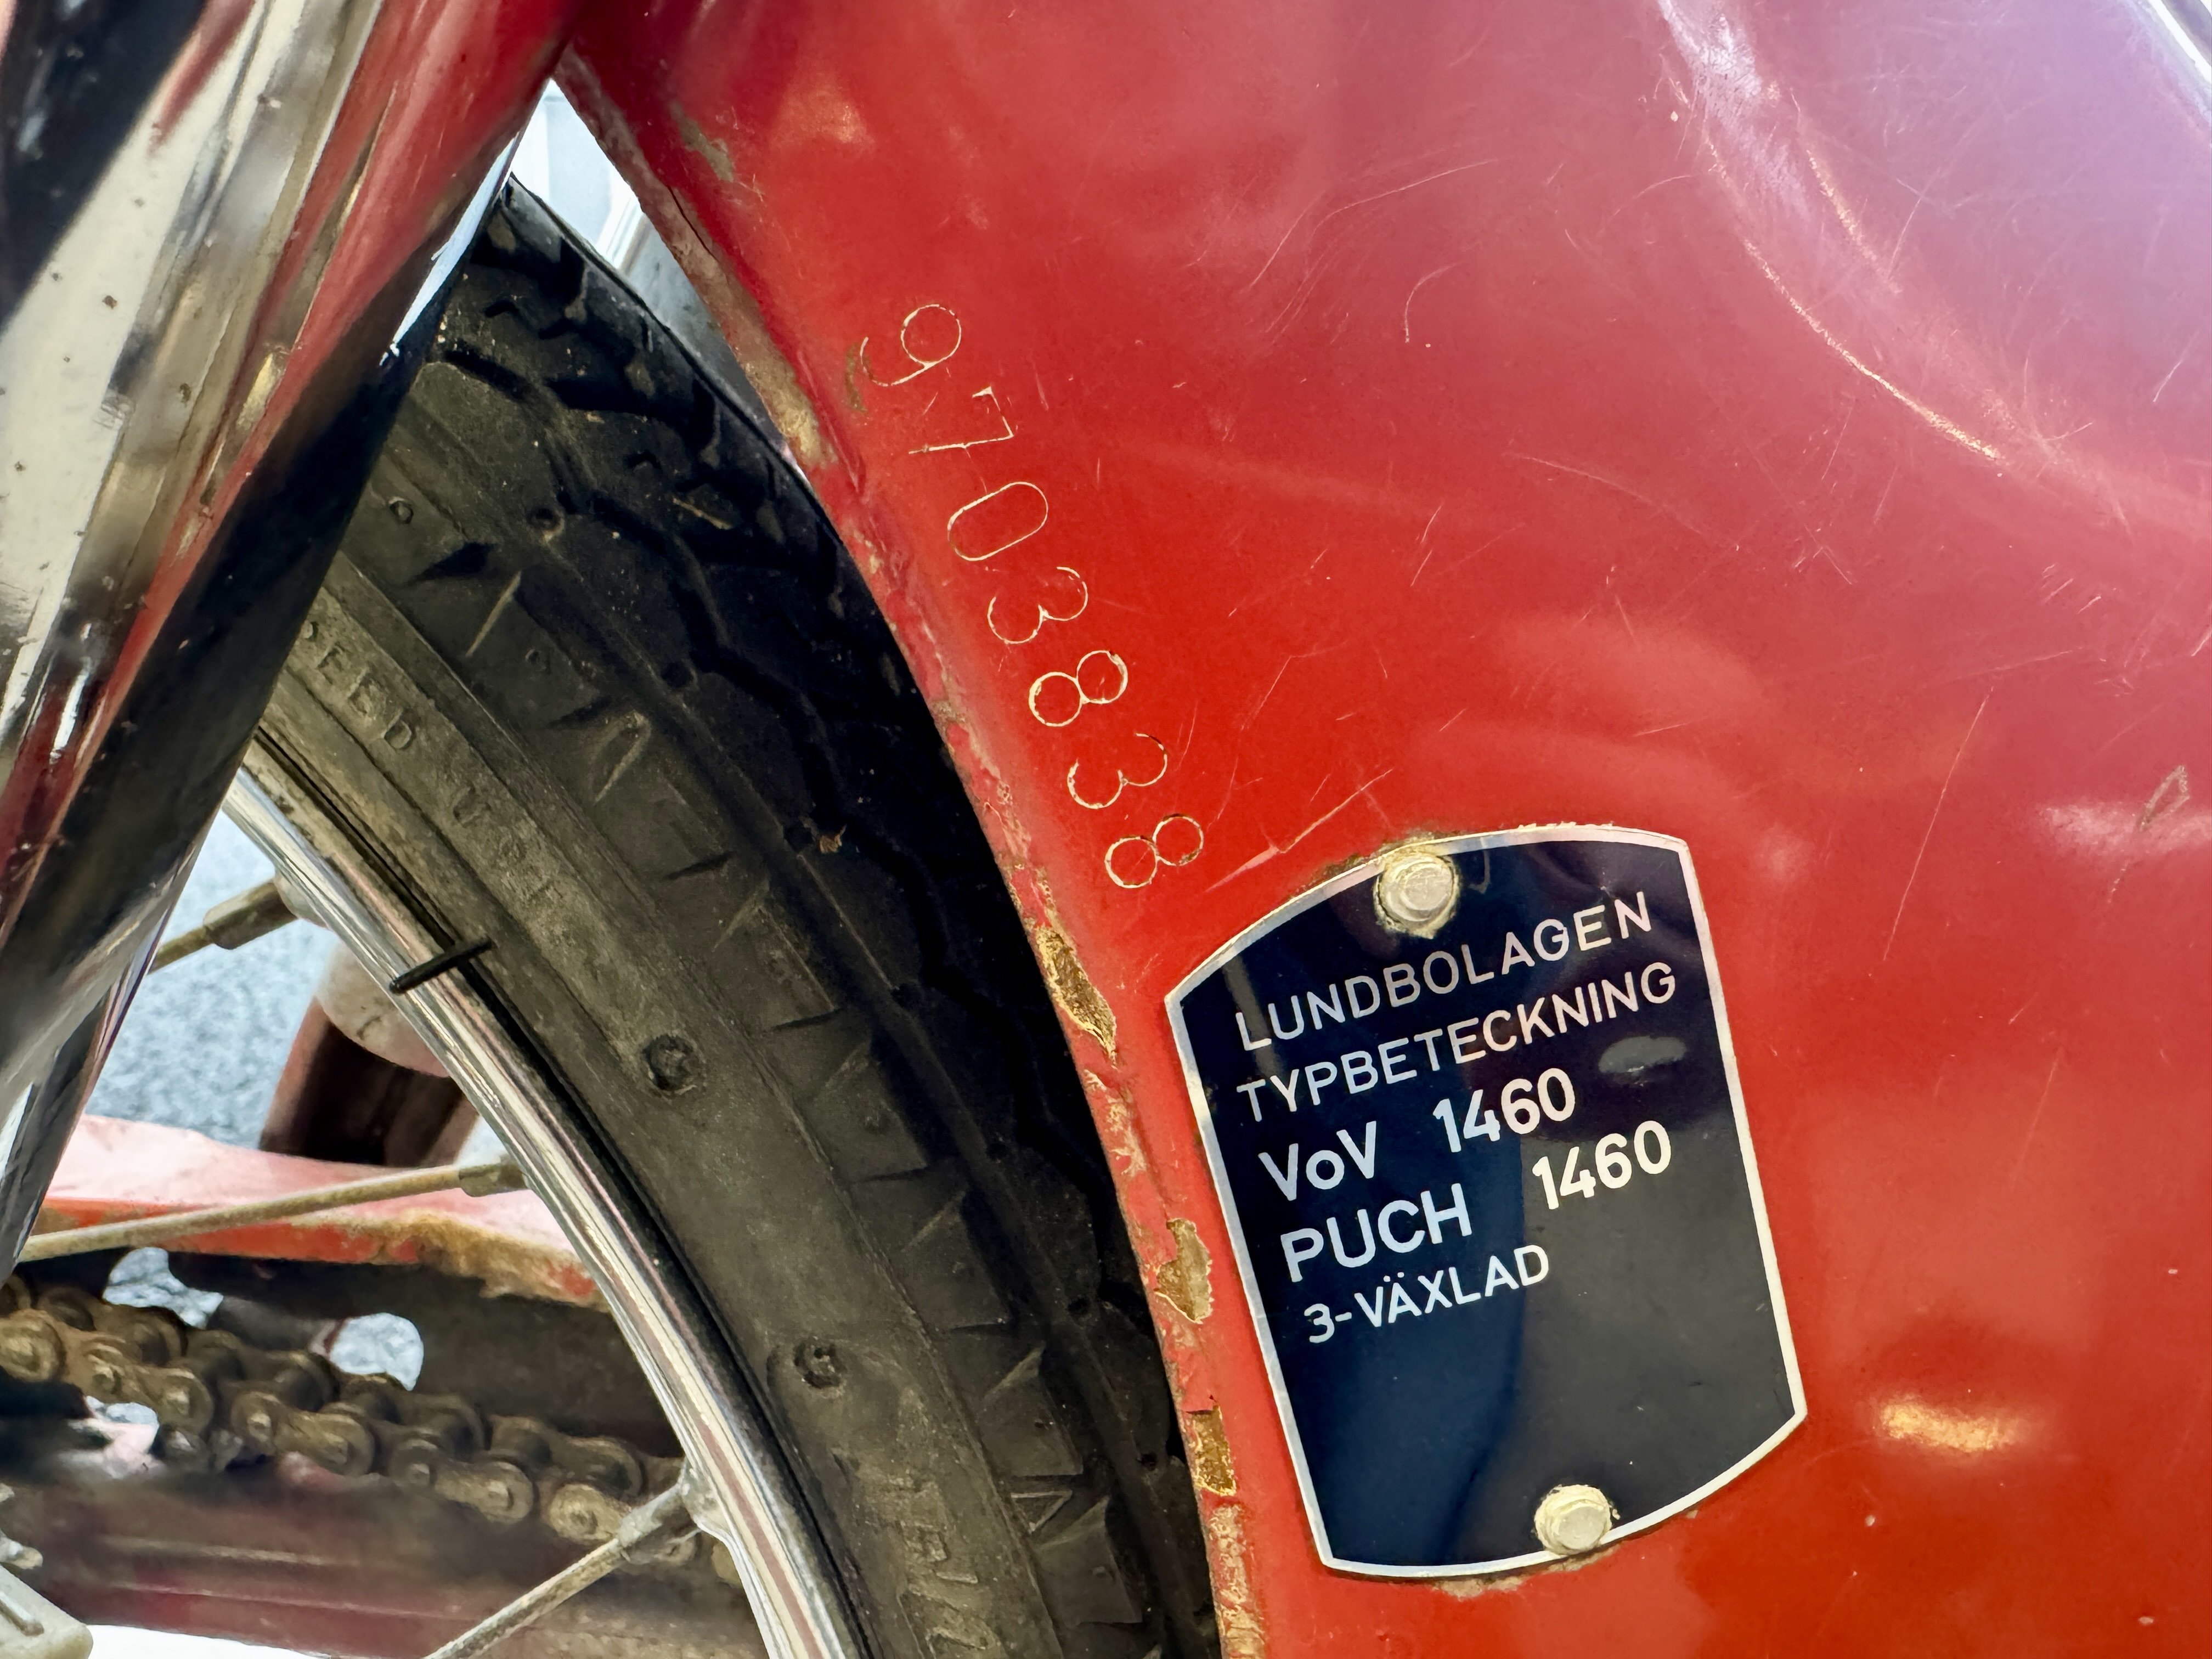 9703838
LUNDBOLAGEN
TYPBETECKNING
VoV 1460
PUCH 1460
3-VÄXLAD